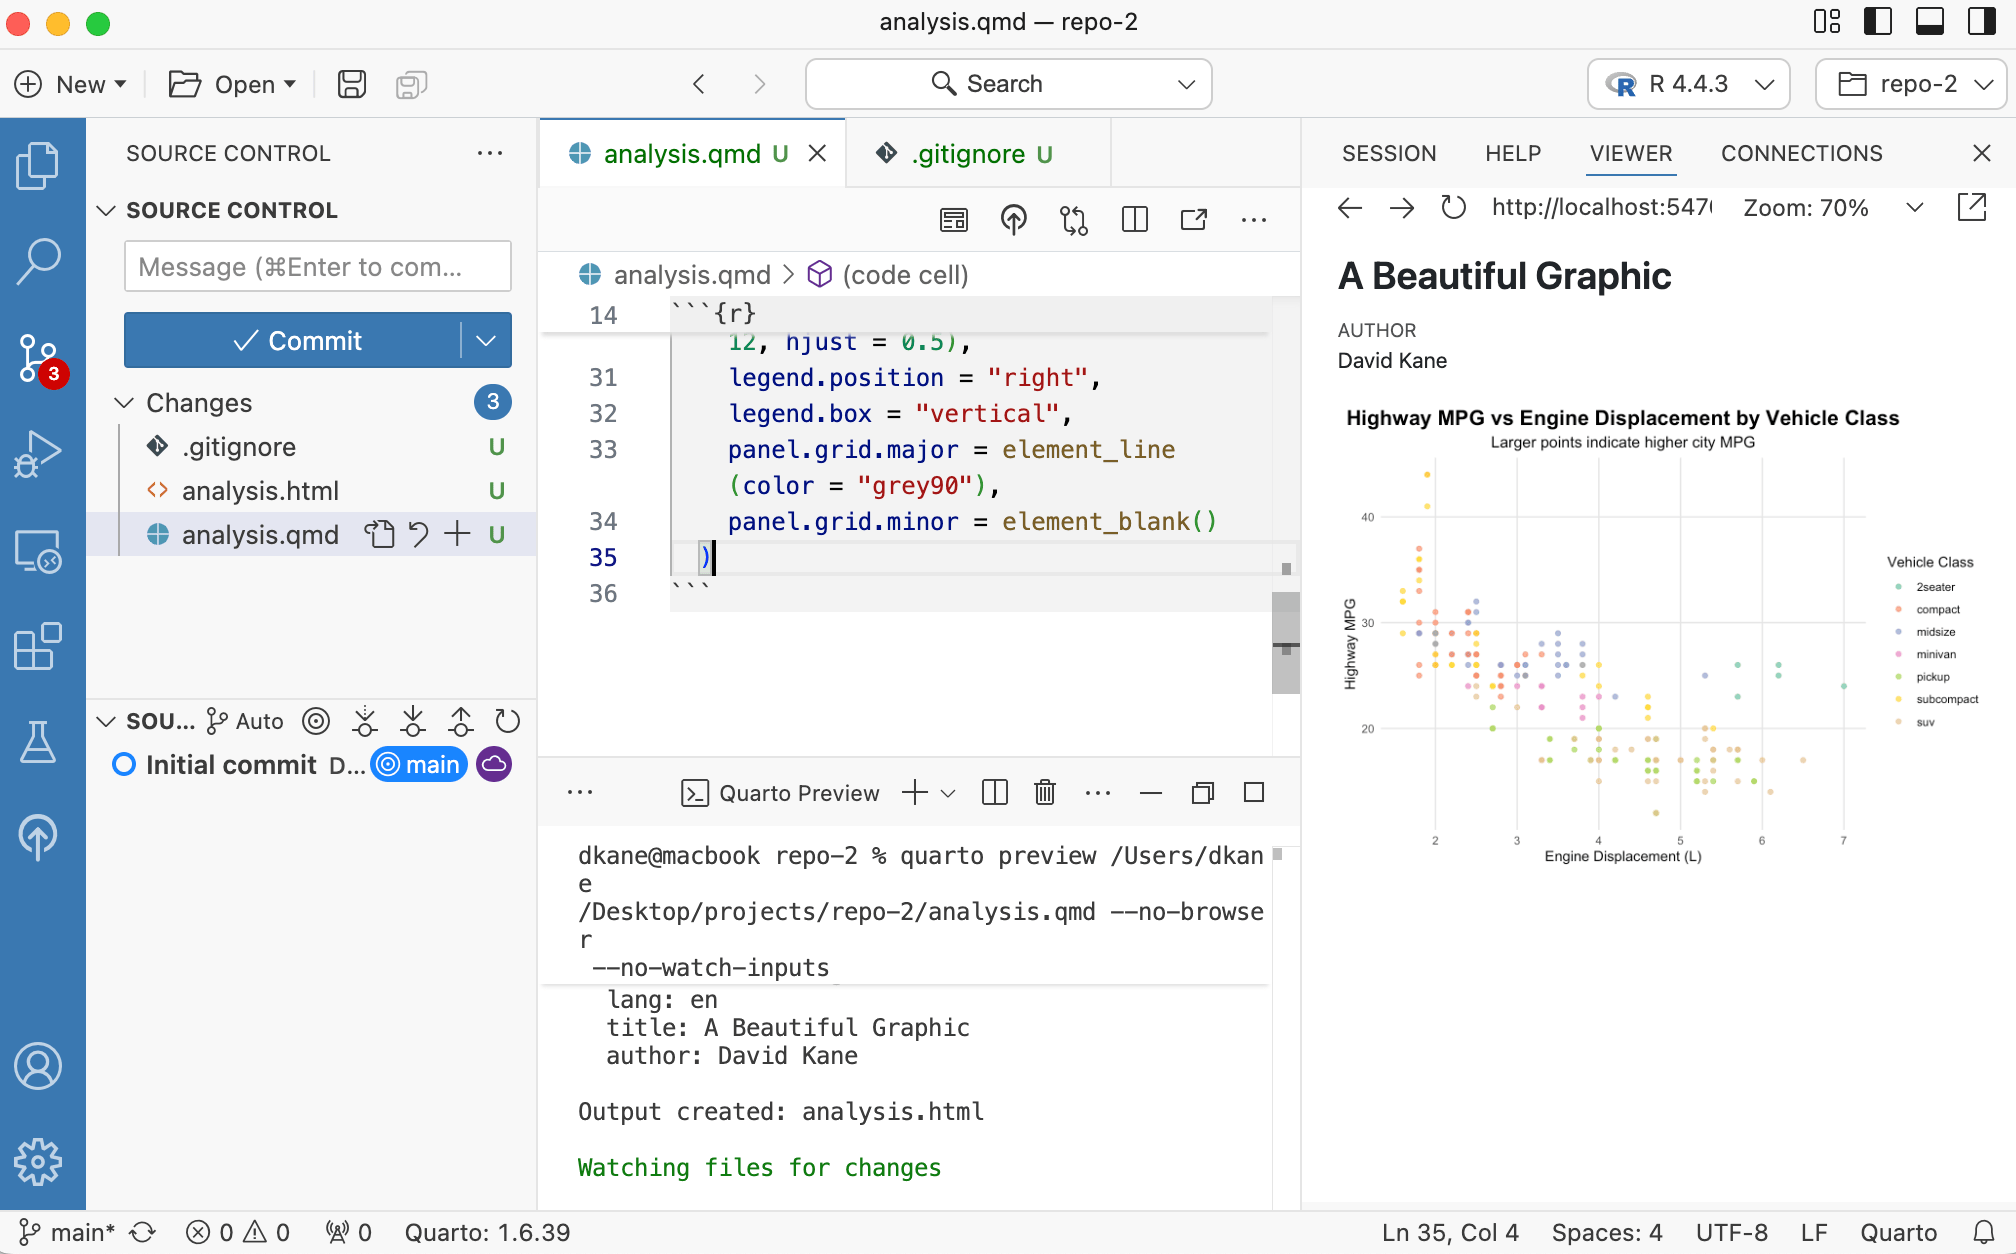 analysis.qmd — repo-2
New
Open
Search
R 4.4.3
repo-2
SOURCE CONTROL
SOURCE CONTROL
Message (⌘Enter to com...
Commit
Changes
3
.gitignore U
analysis.html U
analysis.qmd U
3
SOU... Auto
Initial commit D... main
analysis.qmd U
.gitignore U
analysis.qmd > (code cell)
14 ```{r}
12, hjust = 0.5),
31 legend.position = "right",
32 legend.box = "vertical",
33 panel.grid.major = element_line
(color = "grey90"),
34 panel.grid.minor = element_blank()
35 )
36 ```
Quarto Preview
dkane@macbook repo-2 % quarto preview /Users/dkan
e
/Desktop/projects/repo-2/analysis.qmd --no-browse
r
--no-watch-inputs
lang: en
title: A Beautiful Graphic
author: David Kane
Output created: analysis.html
Watching files for changes
SESSION HELP VIEWER CONNECTIONS
http://localhost:547
Zoom: 70%
A Beautiful Graphic
AUTHOR
David Kane
Highway MPG vs Engine Displacement by Vehicle Class
Larger points indicate higher city MPG
Highway MPG
40
30
20
2 3 4 5 6 7
Engine Displacement (L)
Vehicle Class
2seater
compact
midsize
minivan
pickup
subcompact
suv
main* 0 0 0 Quarto: 1.6.39
Ln 35, Col 4 Spaces: 4 UTF-8 LF Quarto